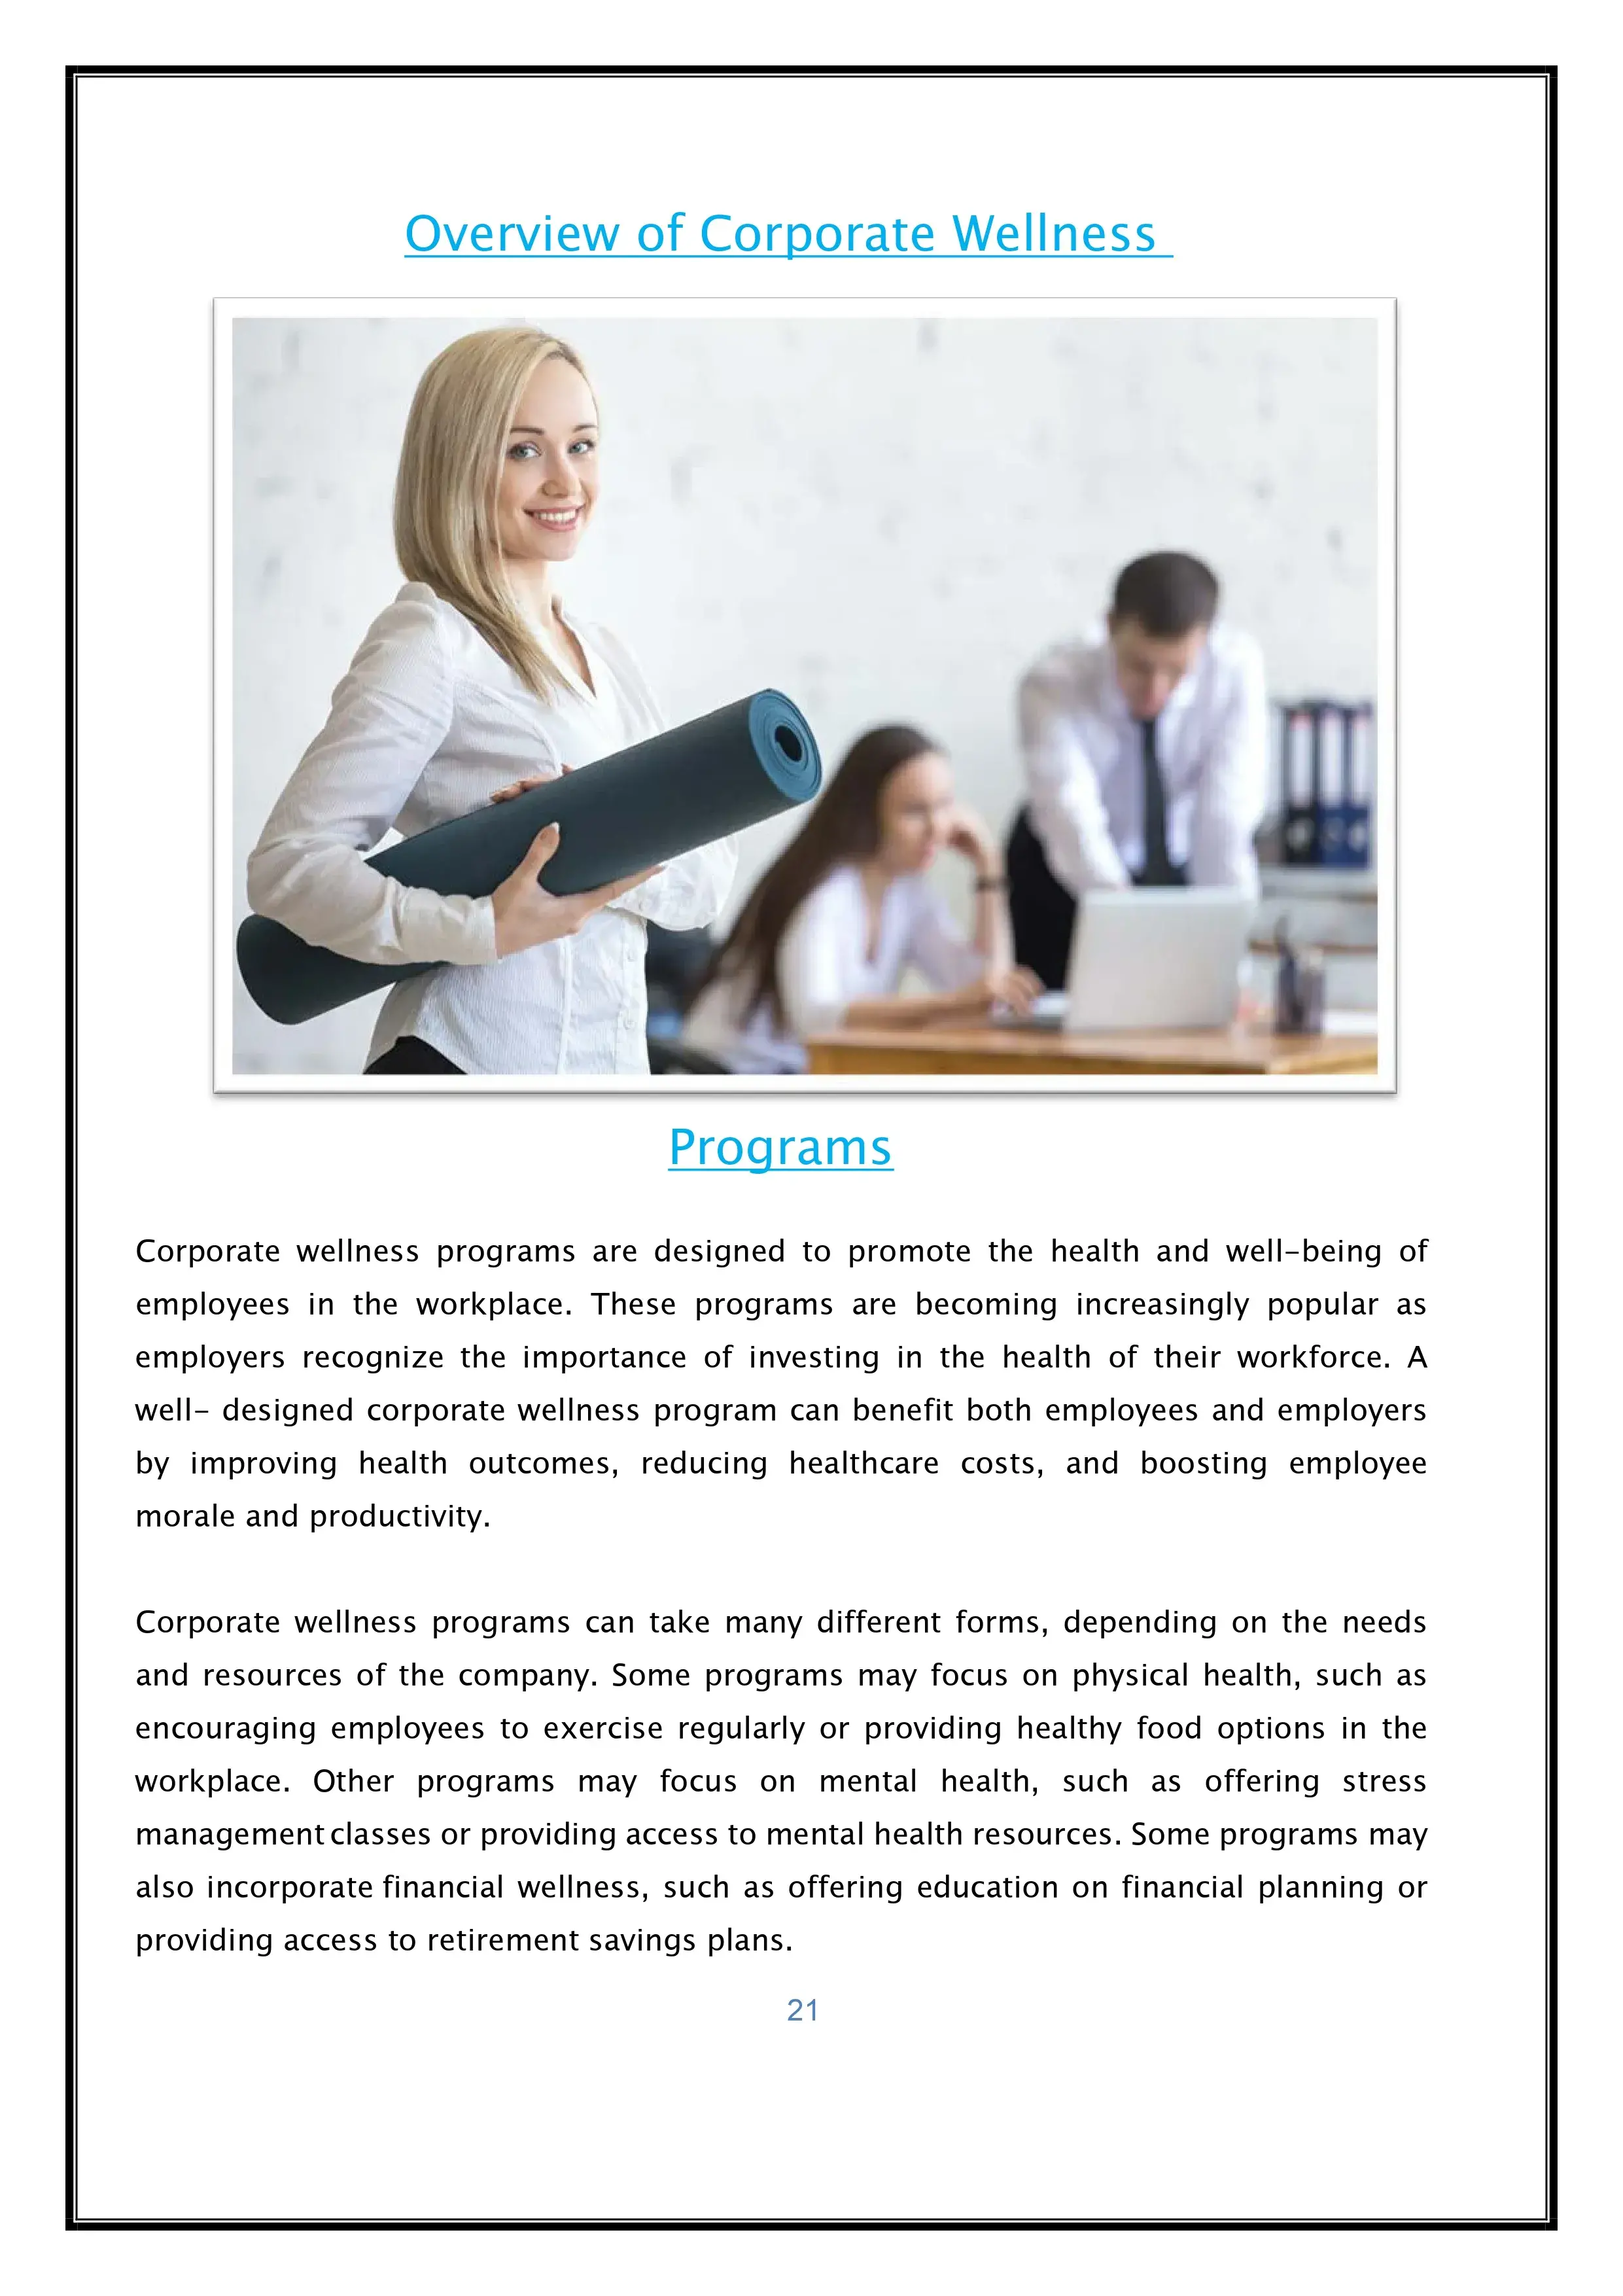 Overview of Corporate Wellness
Programs
Corporate wellness programs are designed to promote the health and well-being of
employees in the workplace. These programs are becoming increasingly popular as
employers recognize the importance of investing in the health of their workforce. A
well- designed corporate wellness program can benefit both employees and employers
by improving health outcomes, reducing healthcare costs, and boosting employee
morale and productivity.
Corporate wellness programs can take many different forms, depending on the needs
and resources of the company. Some programs may focus on physical health, such as
encouraging employees to exercise regularly or providing healthy food options in the
workplace. Other programs may focus on mental health, such as offering stress
management classes or providing access to mental health resources. Some programs may
also incorporate financial wellness, such as offering education on financial planning or
providing access to retirement savings plans.
21